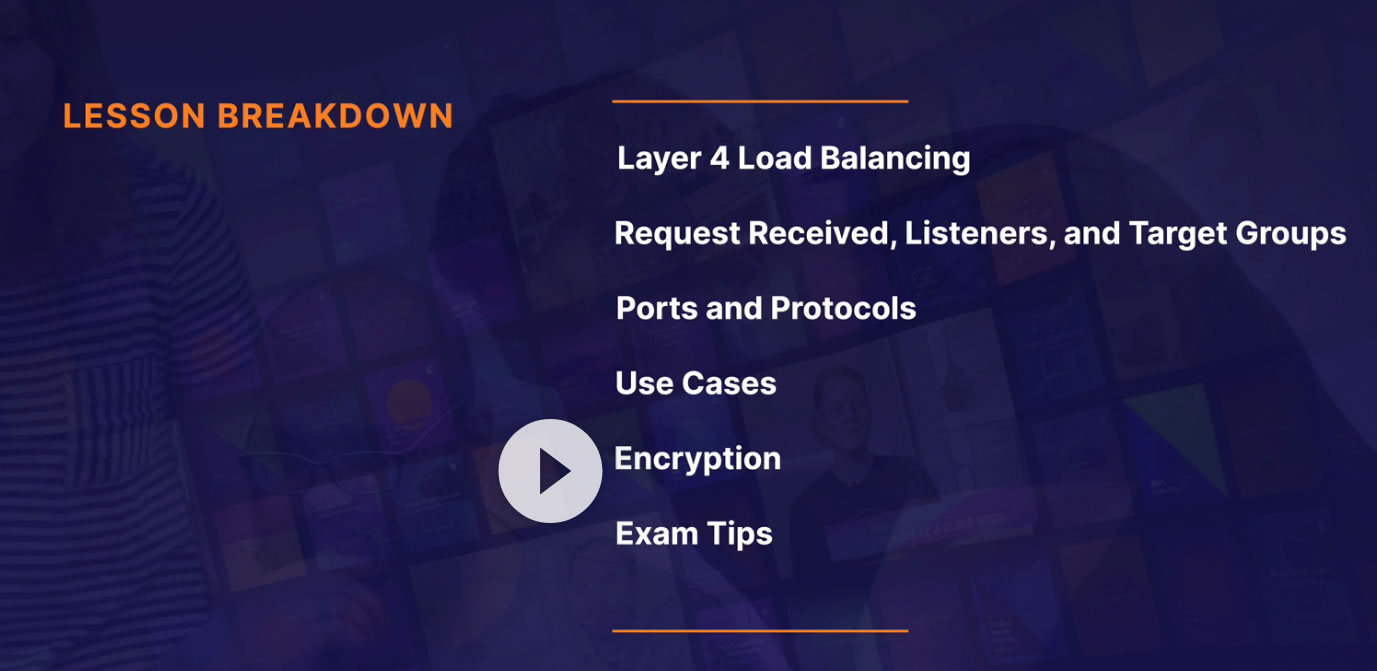 LESSON BREAKDOWN
Layer 4 Load Balancing
Request Received, Listeners, and Target Groups
Ports and Protocols
Use Cases
Encryption
Exam Tips